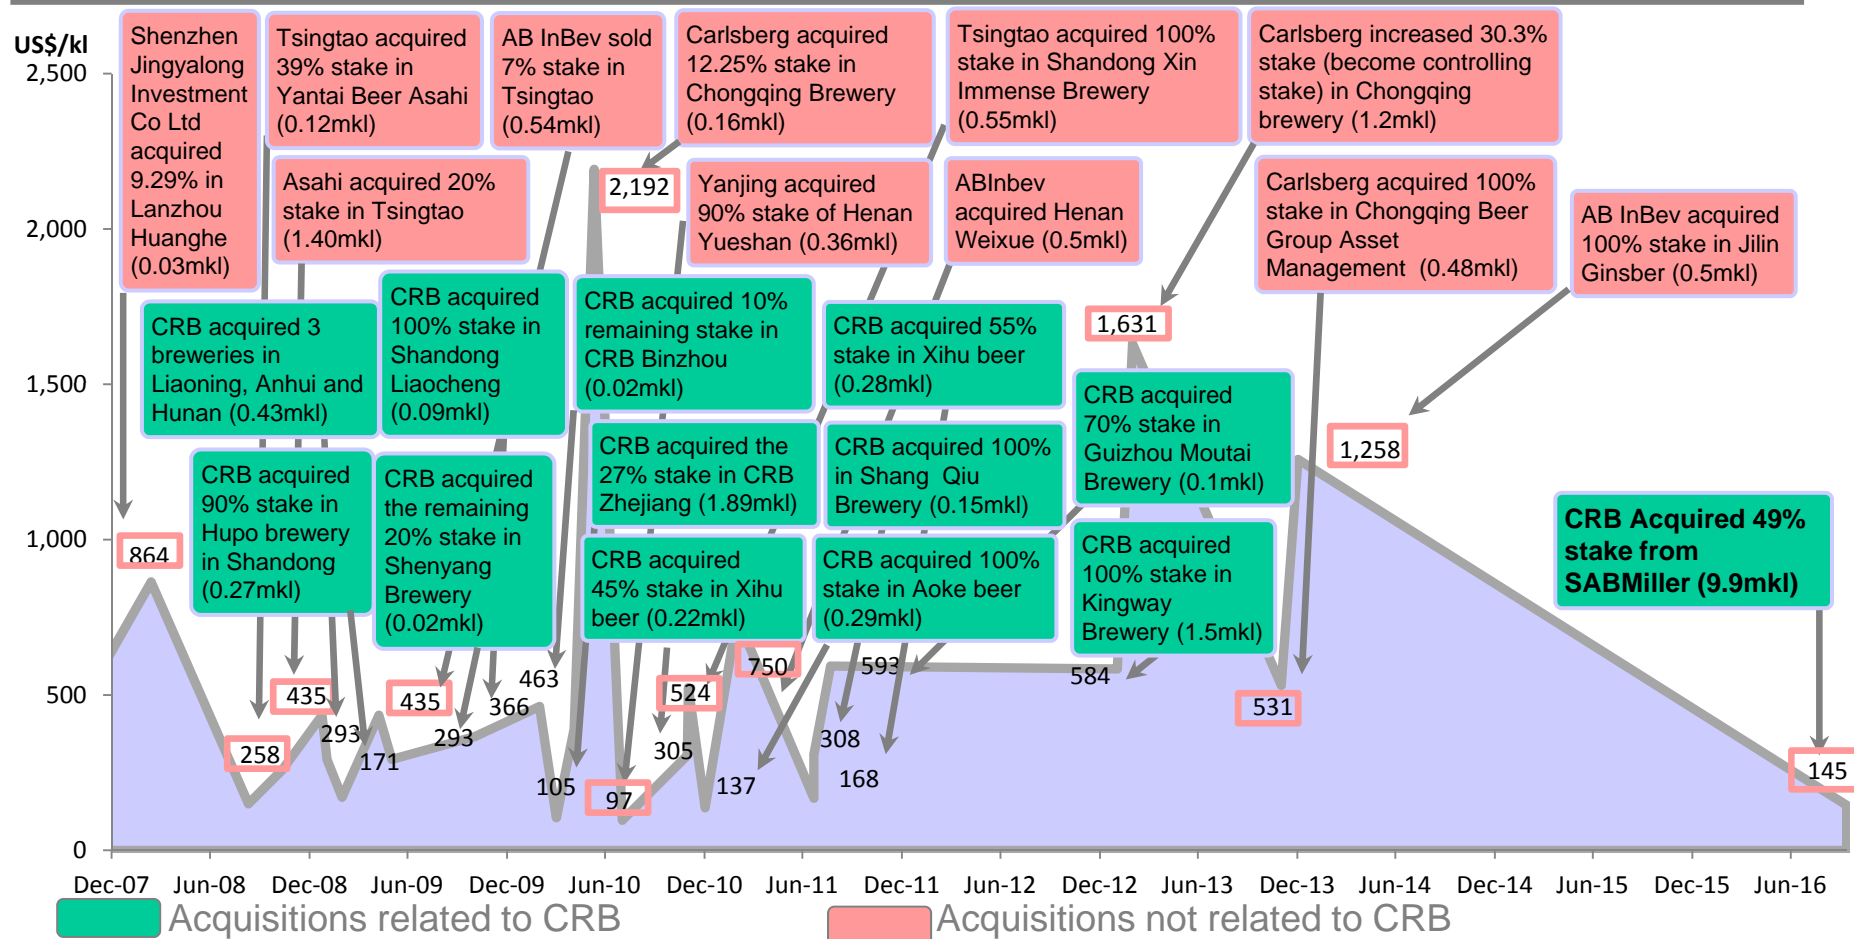 US$/kl
2,500
2,000
1,500
1,000
500
0
Shenzhen
Jingyalong
Investment
Co Ltd
acquired
9.29% in
Lanzhou
Huanghe
(0.03mkl)
Tsingtao acquired
39% stake in
Yantai Beer Asahi
(0.12mkl)
AB InBev sold
7% stake in
Tsingtao
(0.54mkl)
Carlsberg acquired
12.25% stake in
Chongqing Brewery
(0.16mkl)
Tsingtao acquired 100%
stake in Shandong Xin
Immense Brewery
(0.55mkl)
Carlsberg increased 30.3%
stake (become controlling
stake) in Chongqing
brewery (1.2mkl)
Asahi acquired 20%
stake in Tsingtao
(1.40mkl)
Yanjing acquired
90% stake of Henan
Yueshan (0.36mkl)
ABInbev
acquired Henan
Weixue (0.5mkl)
Carlsberg acquired 100%
stake in Chongqing Beer
Group Asset
Management (0.48mkl)
AB InBev acquired
100% stake in Jilin
Ginsber (0.5mkl)
CRB acquired 3
breweries in
Liaoning, Anhui and
Hunan (0.43mkl)
CRB acquired
100% stake in
Shandong
Liaocheng
(0.09mkl)
CRB acquired 10%
remaining stake in
CRB Binzhou
(0.02mkl)
CRB acquired 55%
stake in Xihu beer
(0.28mkl)
CRB acquired
70% stake in
Guizhou Moutai
Brewery (0.1mkl)
CRB acquired
90% stake in
Hupo brewery
in Shandong
(0.27mkl)
CRB acquired
the remaining
20% stake in
Shenyang
Brewery
(0.02mkl)
CRB acquired the
27% stake in CRB
Zhejiang (1.89mkl)
CRB acquired 100%
in Shang Qiu
Brewery (0.15mkl)
CRB acquired
45% stake in Xihu
beer (0.22mkl)
CRB acquired 100%
stake in Aoke beer
(0.29mkl)
CRB acquired
100% stake in
Kingway
Brewery (1.5mkl)
CRB Acquired 49%
stake from
SABMiller (9.9mkl)
864
258
435
293
171
435
293
366
463
105
2,192
97
305
524
137
750
308
168
593
584
1,631
531
1,258
145
Dec-07
Jun-08
Dec-08
Jun-09
Dec-09
Jun-10
Dec-10
Jun-11
Dec-11
Jun-12
Dec-12
Jun-13
Dec-13
Jun-14
Dec-14
Jun-15
Dec-15
Jun-16
Acquisitions related to CRB
Acquisitions not related to CRB